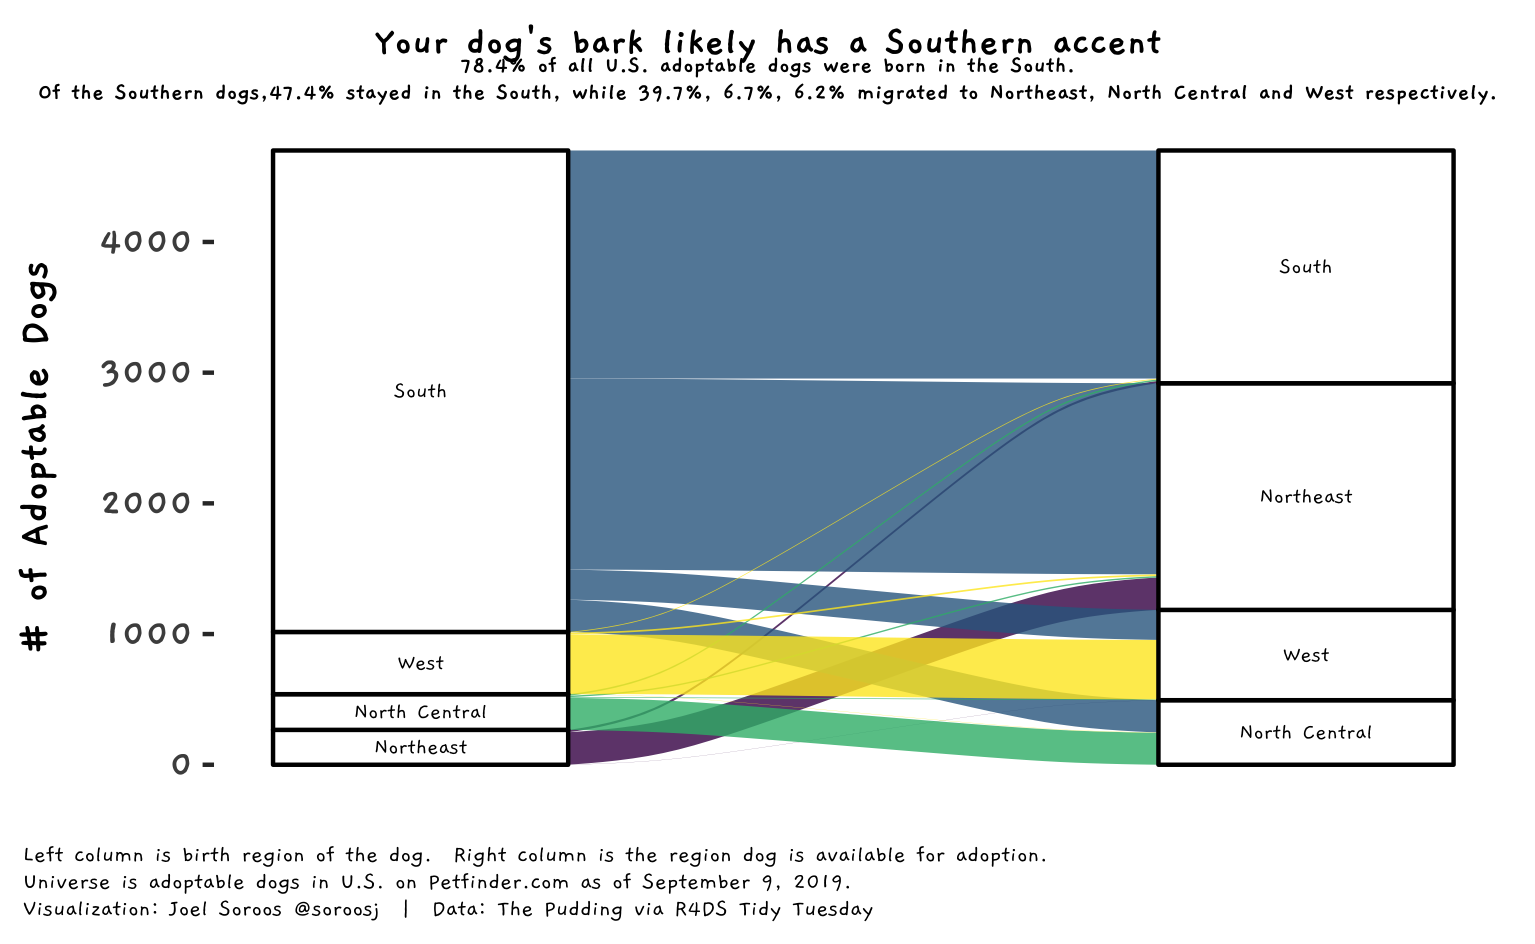 Your dog's bark likely has a Southern accent
78.4% of all U.S. adoptable dogs were born in the South.
Of the Southern dogs,47.4% stayed in the South, while 39.7%, 6.7%, 6.2% migrated to Northeast, North Central and West respectively.
# of Adoptable Dogs
4000
3000
2000
1000
0
South
West
North Central
Northeast
South
Northeast
West
North Central
Left column is birth region of the dog.  Right column is the region dog is available for adoption.
Universe is adoptable dogs in U.S. on Petfinder.com as of September 9, 2019.
Visualization: Joel Soroos @soroosj  |  Data: The Pudding via R4DS Tidy Tuesday